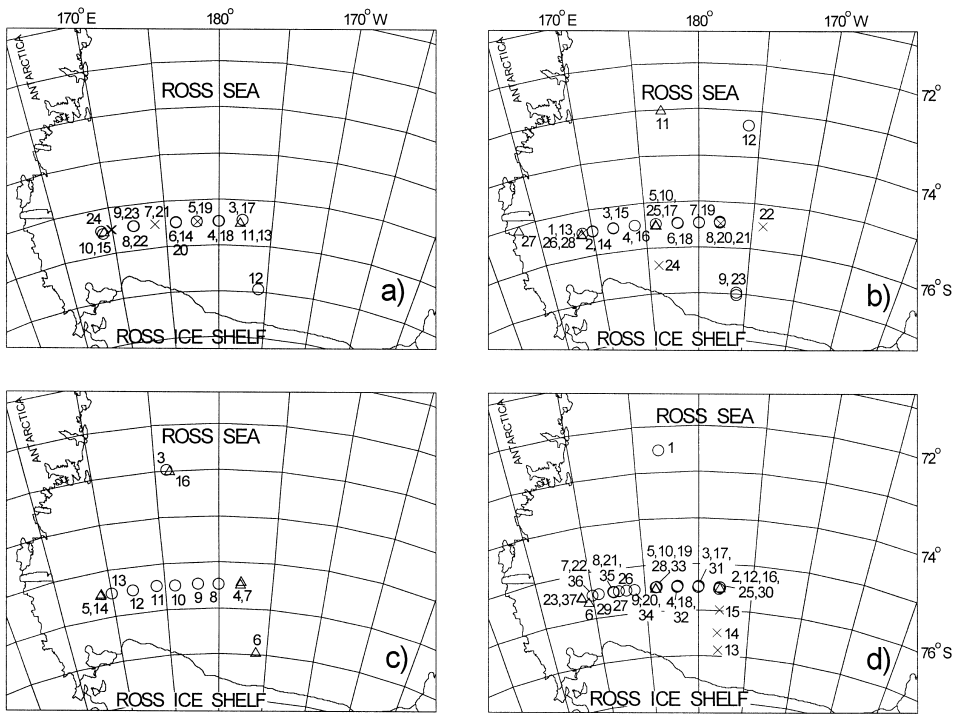 170° E 180° 170° W 170° E 180° 170° W
ANTARCTICA
ROSS SEA
24 9,23 7,21 5,19 3,17
10,15 8,22 6,14 4,18 11,13
20
12
a)
ROSS ICE SHELF
ANTARCTICA
ROSS SEA
72°
11
12
74°
5,10,
1,13 3,15 25,17 7,19 22
27 26,28 2,14 4,16 6,18 8,20,21
24
9,23
b)
76° S
ROSS ICE SHELF
ANTARCTICA
ROSS SEA
3
16
13
5,14 12 11 10 9 8 4,7
6
c)
ROSS ICE SHELF
ROSS SEA
ANTARCTICA
1
72°
74°
5,10,19 3,17,
7,22 8,21, 28,33 31 2,12,16,
36 35 26 25,30
23,37 6 29 27 9,20, 4,18, 15
34 32
14
13
d)
76° S
ROSS ICE SHELF